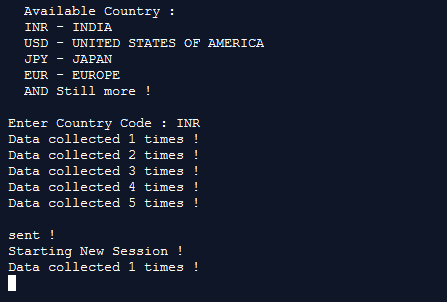 Available Country :
INR - INDIA
USD - UNITED STATES OF AMERICA
JPY - JAPAN
EUR - EUROPE
AND Still more !
Enter Country Code : INR
Data collected 1 times !
Data collected 2 times !
Data collected 3 times !
Data collected 4 times !
Data collected 5 times !
sent !
Starting New Session !
Data collected 1 times !